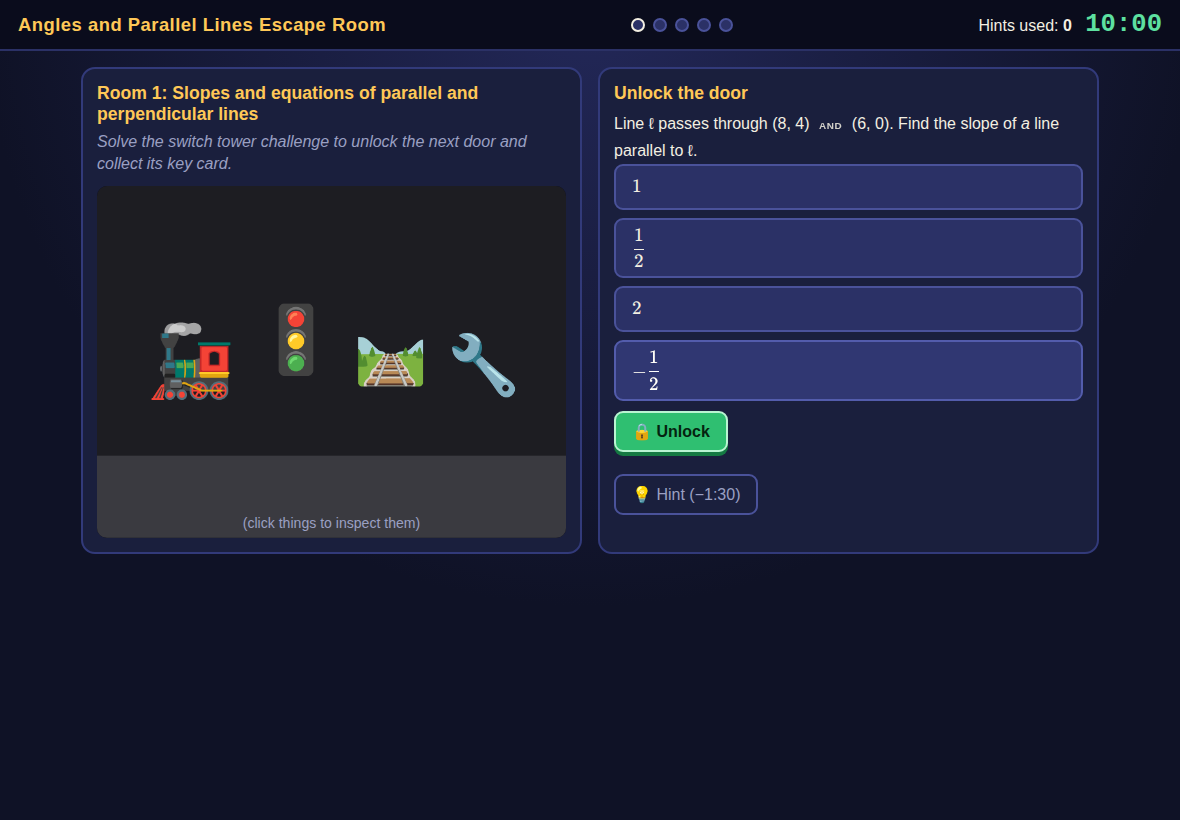 Angles and Parallel Lines Escape Room
Hints used: 0 10:00
Room 1: Slopes and equations of parallel and
perpendicular lines
Solve the switch tower challenge to unlock the next door and
collect its key card.
(click things to inspect them)
Unlock the door
Line ℓ passes through (8, 4) AND (6, 0). Find the slope of a line
parallel to ℓ.
1
1/2
2
−1/2
🔒 Unlock
💡 Hint (−1:30)